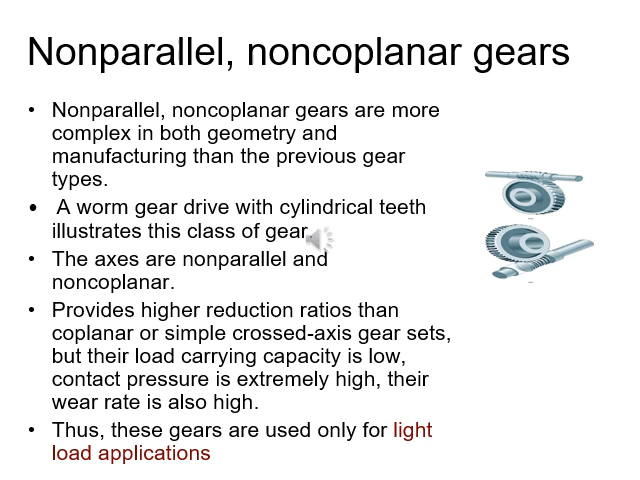 Nonparallel, noncoplanar gears
• Nonparallel, noncoplanar gears are more
complex in both geometry and
manufacturing than the previous gear
types.
• A worm gear drive with cylindrical teeth
illustrates this class of gear.
• The axes are nonparallel and
noncoplanar.
• Provides higher reduction ratios than
coplanar or simple crossed-axis gear sets,
but their load carrying capacity is low,
contact pressure is extremely high, their
wear rate is also high.
• Thus, these gears are used only for light
load applications